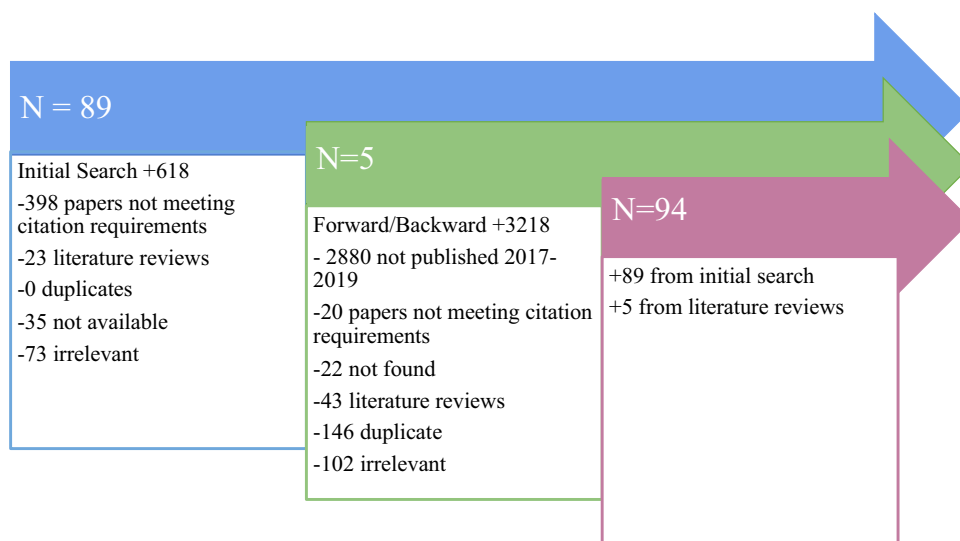 N = 89
Initial Search +618
-398 papers not meeting
citation requirements
-23 literature reviews
-0 duplicates
-35 not available
-73 irrelevant
N=5
Forward/Backward +3218
- 2880 not published 2017-
2019
-20 papers not meeting citation
requirements
-22 not found
-43 literature reviews
-146 duplicate
-102 irrelevant
N=94
+89 from initial search
+5 from literature reviews